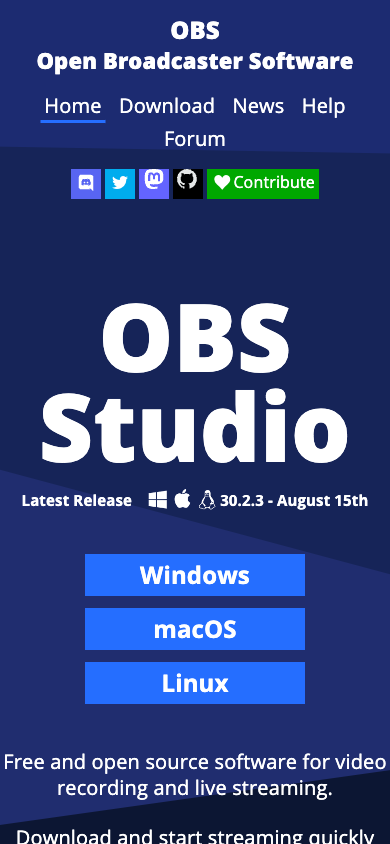 OBS
Open Broadcaster Software
Home Download News Help
Forum
Contribute
OBS
Studio
Latest Release 30.2.3 - August 15th
Windows
macOS
Linux
Free and open source software for video
recording and live streaming.
Download and start streaming quickly